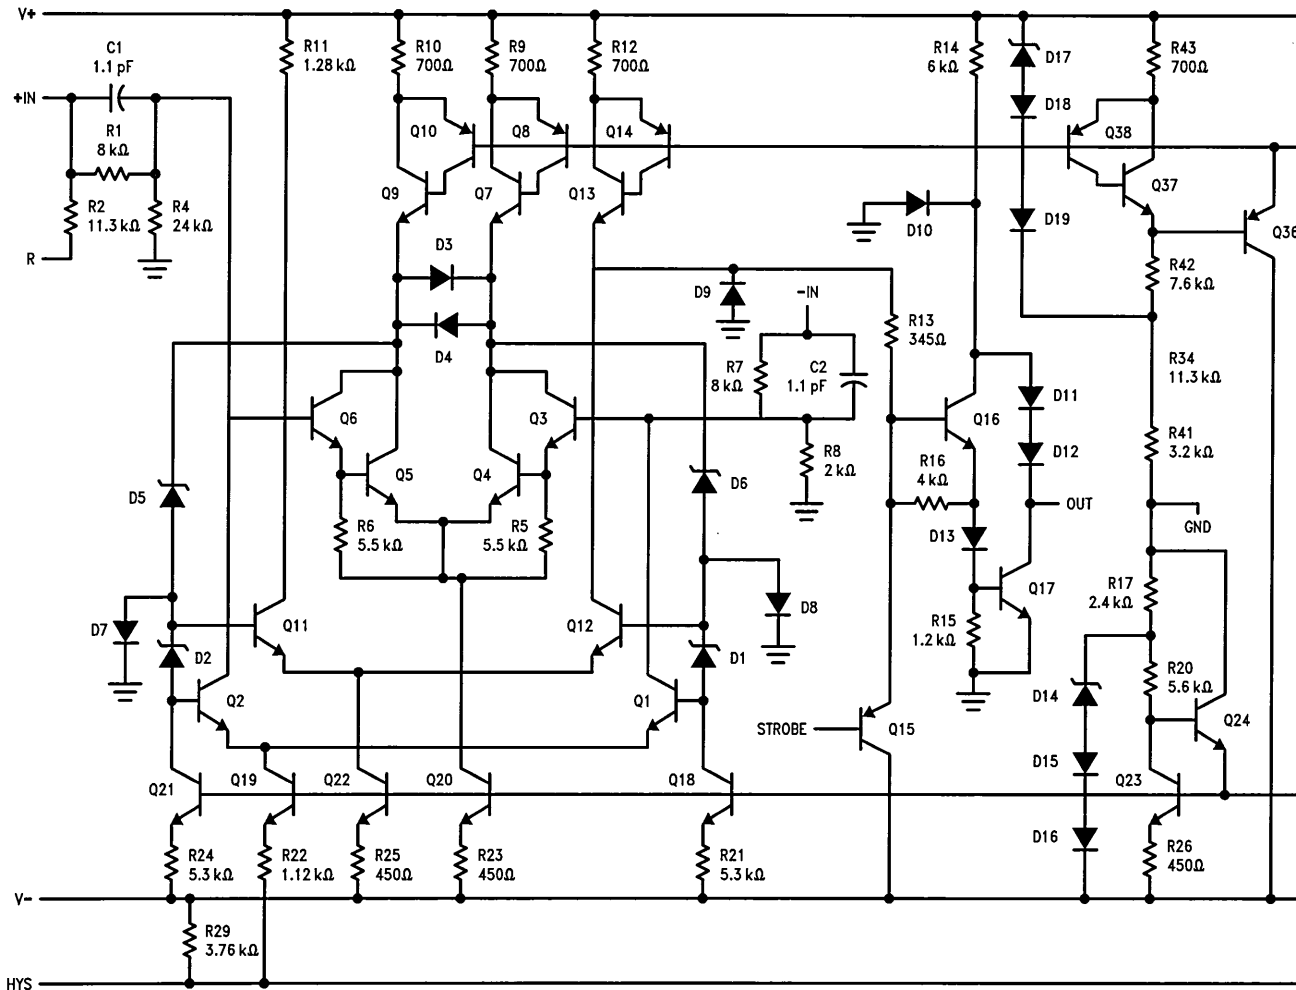 V+
C1
1.1 pF
R11
1.28 kΩ
R10
700Ω
R9
700Ω
R12
700Ω
R14
6 kΩ
D17
R43
700Ω
+IN
R1
8 kΩ
Q10
Q8
Q14
D18
Q38
R2
11.3 kΩ
R4
24 kΩ
Q9
Q7
Q13
D10
D19
Q37
Q36
R
D3
D4
D9
-IN
R13
345Ω
R42
7.6 kΩ
R7
8 kΩ
C2
1.1 pF
R34
11.3 kΩ
Q6
Q3
Q16
D11
D12
R41
3.2 kΩ
D5
Q5
Q4
D6
R8
2 kΩ
R16
4 kΩ
OUT
GND
R6
5.5 kΩ
R5
5.5 kΩ
D13
D7
Q11
Q12
D8
R15
1.2 kΩ
Q17
R17
2.4 kΩ
D2
D1
Q2
Q1
STROBE
Q15
D14
R20
5.6 kΩ
Q24
Q21
Q19
Q22
Q20
Q18
D15
Q23
D16
R24
5.3 kΩ
R22
1.12 kΩ
R25
450Ω
R23
450Ω
R21
5.3 kΩ
R26
450Ω
V-
R29
3.76 kΩ
HYS